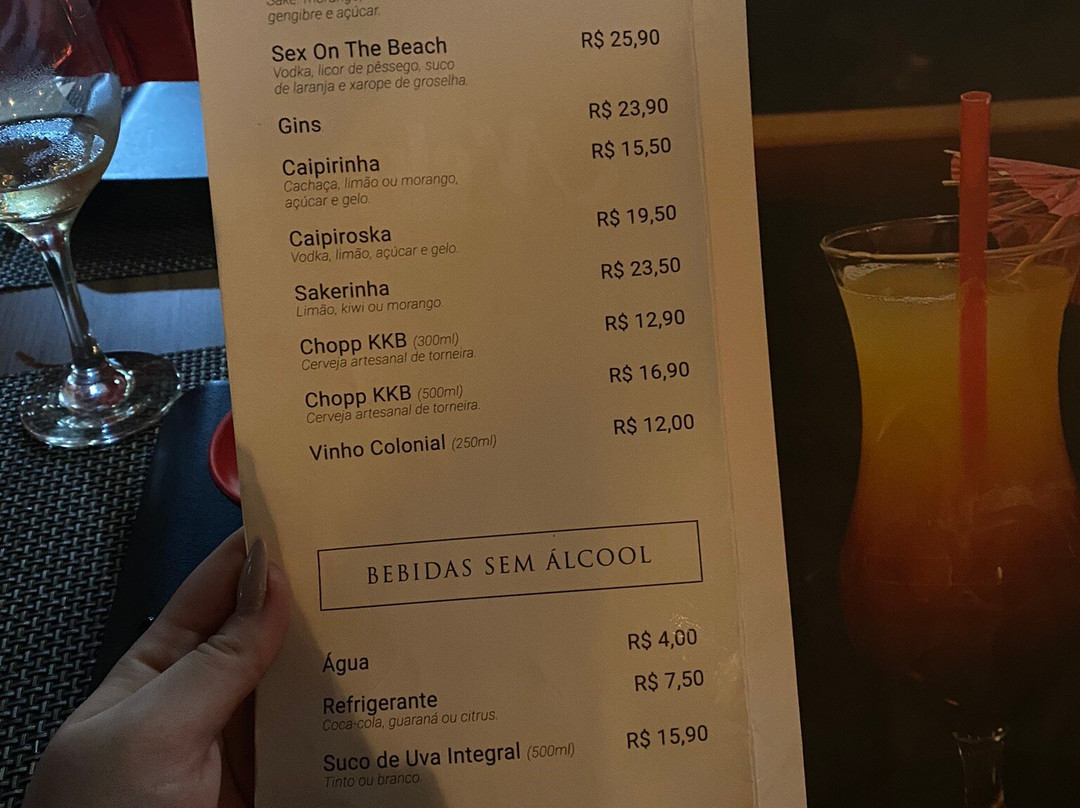 Sake, morango,
gengibre e açúcar.
Sex On The Beach R$ 25,90
Vodka, licor de pêssego, suco
de laranja e xarope de groselha.
Gins R$ 23,90
Caipirinha R$ 15,50
Cachaça, limão ou morango,
açúcar e gelo.
Caipiroska R$ 19,50
Vodka, limão, açúcar e gelo.
Sakerinha R$ 23,50
Limão, kiwi ou morango.
Chopp KKB (300ml) R$ 12,90
Cerveja artesanal de torneira.
Chopp KKB (500ml) R$ 16,90
Cerveja artesanal de torneira.
Vinho Colonial (250ml) R$ 12,00
BEBIDAS SEM ÁLCOOL
Água R$ 4,00
Refrigerante R$ 7,50
Coca-cola, guaraná ou citrus.
Suco de Uva Integral (500ml) R$ 15,90
Tinto ou branco.